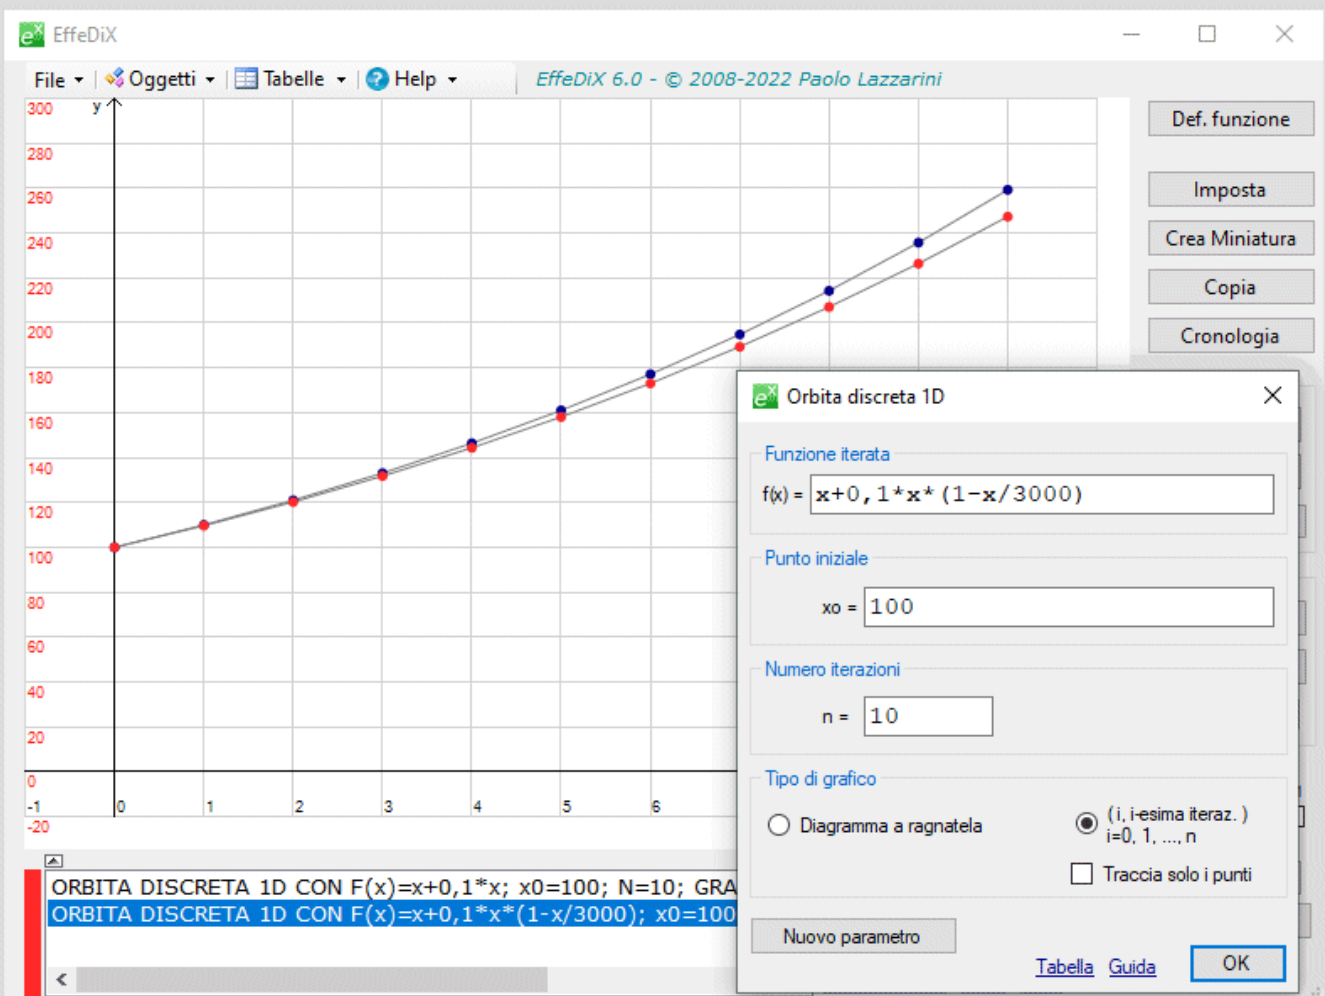 EffeDiX
File Oggetti Tabelle Help EffeDiX 6.0 - © 2008-2022 Paolo Lazzarini
y
300
280
260
240
220
200
180
160
140
120
100
80
60
40
20
0
-1 0 1 2 3 4 5 6
-20
Def. funzione
Imposta
Crea Miniatura
Copia
Cronologia
Orbita discreta 1D
Funzione iterata
f(x) = x+0,1*x*(1-x/3000)
Punto iniziale
xo = 100
Numero iterazioni
n = 10
Tipo di grafico
Diagramma a ragnatela
( i, i-esima iteraz. )
i=0, 1, ..., n
Traccia solo i punti
Nuovo parametro
Tabella Guida OK
ORBITA DISCRETA 1D CON F(x)=x+0,1*x; x0=100; N=10; GRA
ORBITA DISCRETA 1D CON F(x)=x+0,1*x*(1-x/3000); x0=100